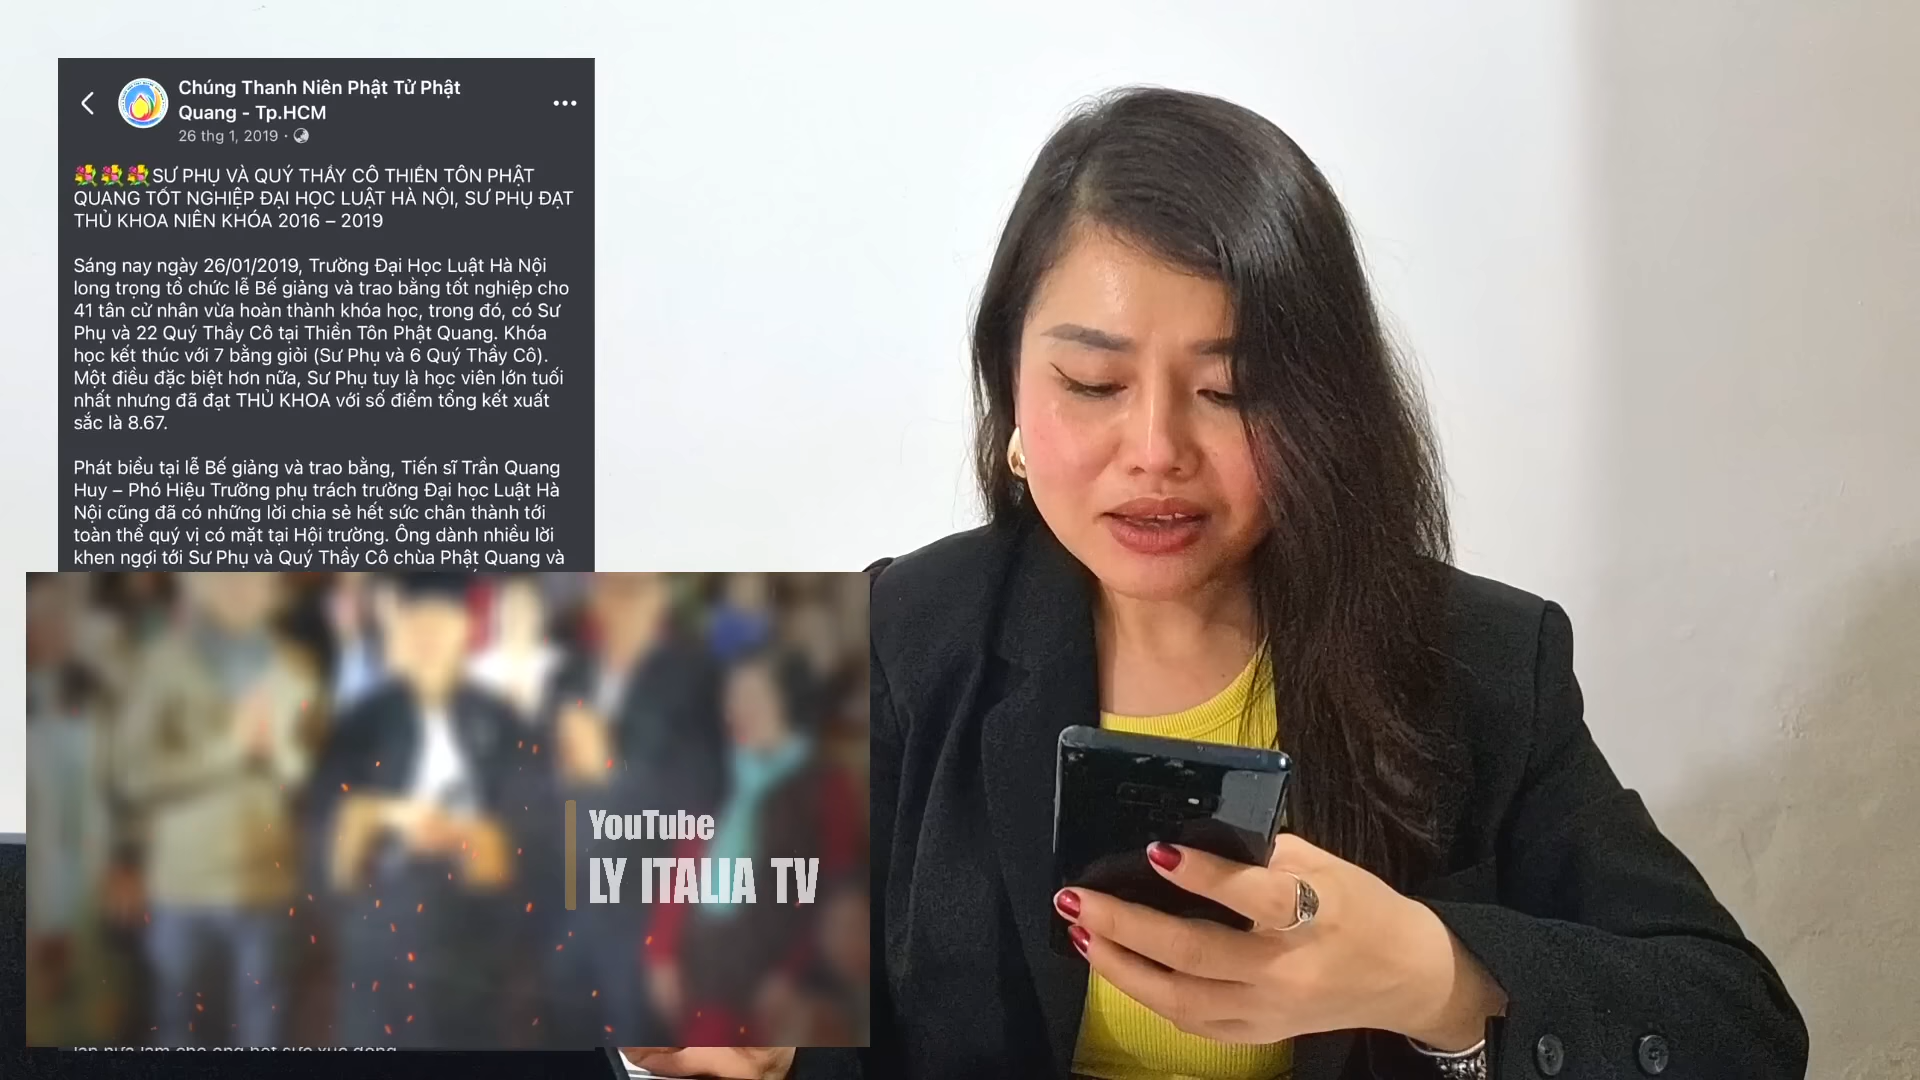 Chúng Thanh Niên Phật Tử Phật
Quang - Tp.HCM
26 thg 1, 2019 ·
SƯ PHỤ VÀ QUÝ THẦY CÔ THIỀN TÔN PHẬT
QUANG TỐT NGHIỆP ĐẠI HỌC LUẬT HÀ NỘI, SƯ PHỤ ĐẠT
THỦ KHOA NIÊN KHÓA 2016 – 2019
Sáng nay ngày 26/01/2019, Trường Đại Học Luật Hà Nội
long trọng tổ chức lễ Bế giảng và trao bằng tốt nghiệp cho
41 tân cử nhân vừa hoàn thành khóa học, trong đó, có Sư
Phụ và 22 Quý Thầy Cô tại Thiền Tôn Phật Quang. Khóa
học kết thúc với 7 bằng giỏi (Sư Phụ và 6 Quý Thầy Cô).
Một điều đặc biệt hơn nữa, Sư Phụ tuy là học viên lớn tuổi
nhất nhưng đã đạt THỦ KHOA với số điểm tổng kết xuất
sắc là 8.67.
Phát biểu tại lễ Bế giảng và trao bằng, Tiến sĩ Trần Quang
Huy – Phó Hiệu Trưởng phụ trách trường Đại học Luật Hà
Nội cũng đã có những lời chia sẻ hết sức chân thành tới
toàn thể quý vị có mặt tại Hội trường. Ông dành nhiều lời
khen ngợi tới Sư Phụ và Quý Thầy Cô chùa Phật Quang và
YouTube
LY ITALIA TV